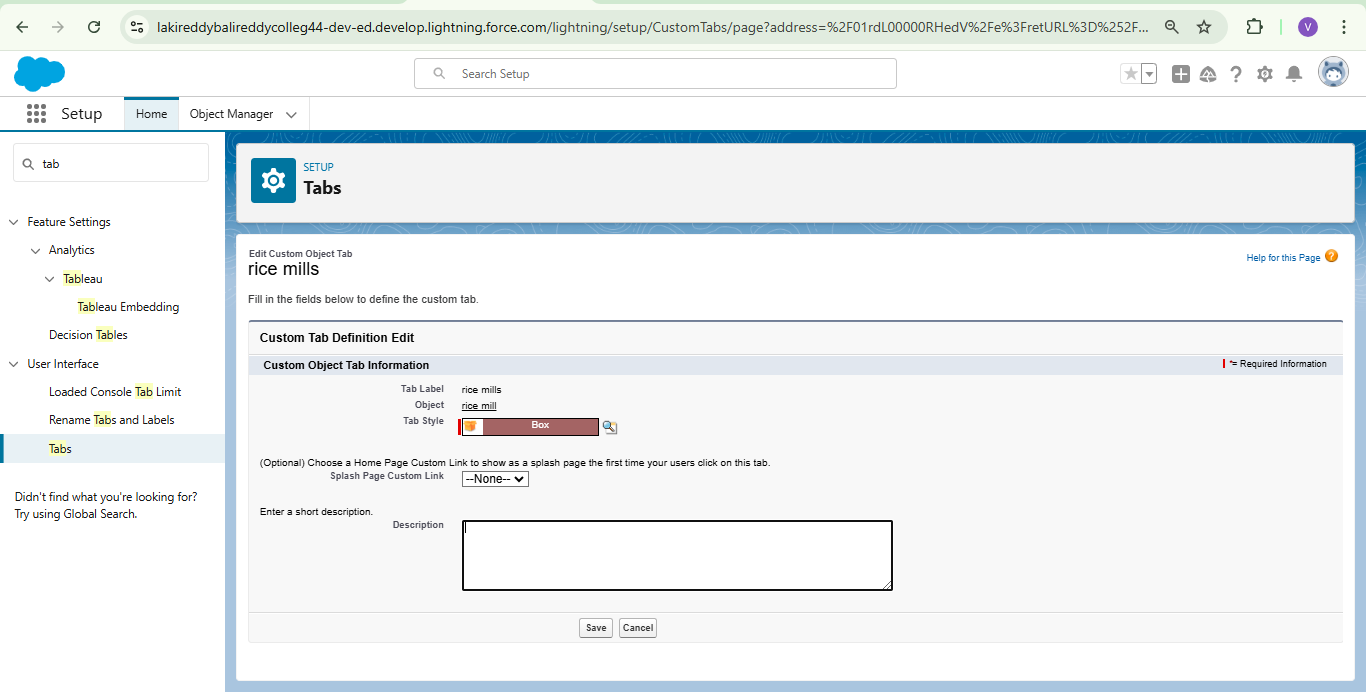 lakireddybalireddycolleg44-dev-ed.develop.lightning.force.com/lightning/setup/CustomTabs/page?address=%2F01rdL00000RHedV%2Fe%3FretURL%3D%252F...
V
Search Setup
Setup
Home
Object Manager
tab
Feature Settings
Analytics
Tableau
Tableau Embedding
Decision Tables
User Interface
Loaded Console Tab Limit
Rename Tabs and Labels
Tabs
Didn't find what you're looking for?
Try using Global Search.
SETUP
Tabs
Edit Custom Object Tab
rice mills
Help for this Page ?
Fill in the fields below to define the custom tab.
Custom Tab Definition Edit
Custom Object Tab Information
*= Required Information
Tab Label rice mills
Object rice mill
Tab Style Box
(Optional) Choose a Home Page Custom Link to show as a splash page the first time your users click on this tab.
Splash Page Custom Link --None--
Enter a short description.
Description
Save Cancel